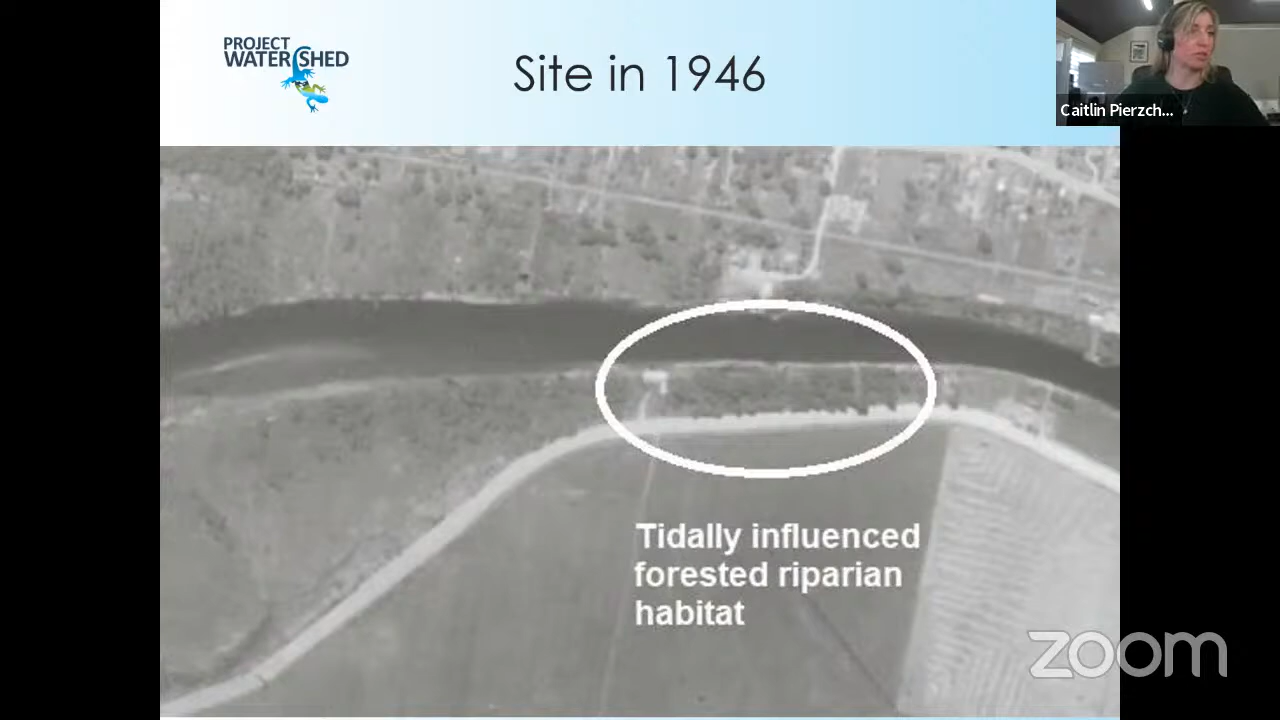 PROJECT
WATERSHED
Site in 1946
Caitlin Pierzch...
Tidally influenced
forested riparian
habitat
zoom